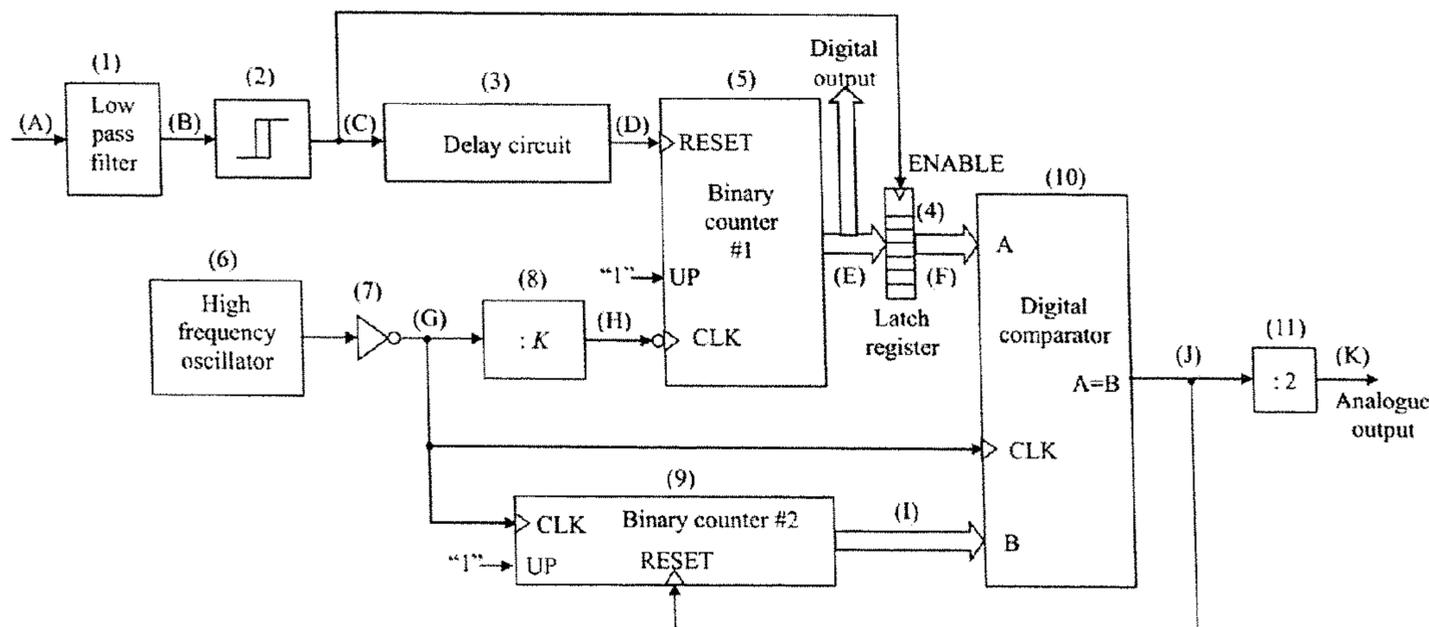 Digital
output
(1)
(2)
(3)
(5)
(A)
Low
pass
filter
(B)
(C)
Delay circuit
(D)
RESET
ENABLE
(10)
Binary
counter
#1
(4)
A
(E)
(F)
(6)
"1"
UP
(7)
(8)
High
frequency
oscillator
(G)
: K
(H)
CLK
Latch
register
Digital
comparator
(11)
(J)
(K)
A=B
: 2
Analogue
output
CLK
(9)
CLK
Binary counter #2
(I)
B
"1"
UP
RESET